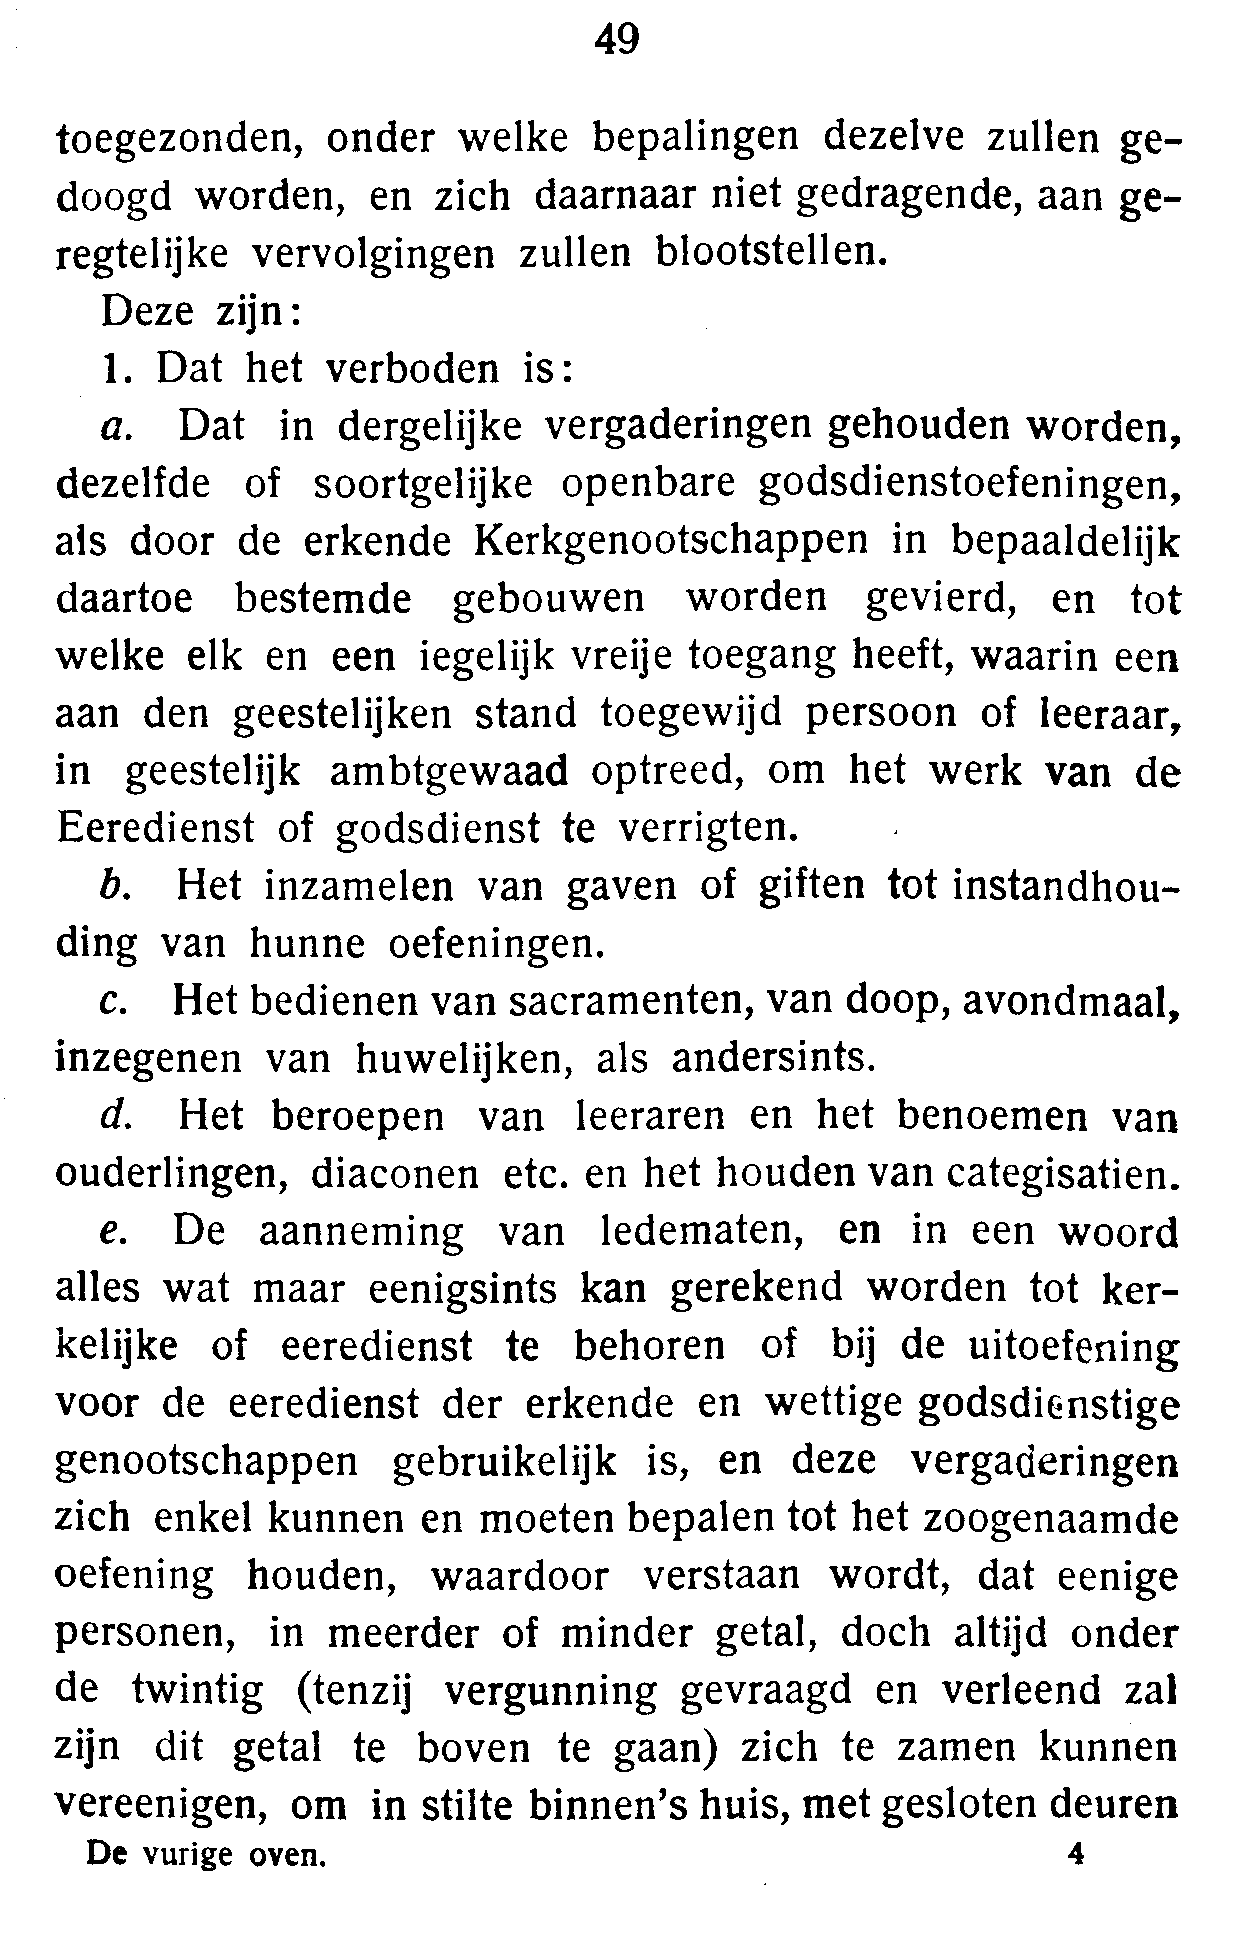 49
toegezonden, onder welke bepalingen dezelve zullen ge-
doogd worden, en zich daarnaar niet gedragende, aan ge-
regtelijke vervolgingen zullen blootstellen.
Deze zijn:
1. Dat het verboden is:
a. Dat in dergelijke vergaderingen gehouden worden,
dezelfde of soortgelijke openbare godsdienstoefeningen,
als door de erkende Kerkgenootschappen in bepaaldelijk
daartoe bestemde gebouwen worden gevierd, en tot
welke elk en een iegelijk vreije toegang heeft, waarin een
aan den geestelijken stand toegewijd persoon of leeraar,
in geestelijk ambtgewaad optreed, om het werk van de
Eeredienst of godsdienst te verrigten.
b. Het inzamelen van gaven of giften tot instandhou-
ding van hunne oefeningen.
c. Het bedienen van sacramenten, van doop, avondmaal,
inzegenen van huwelijken, als andersints.
d. Het beroepen van leeraren en het benoemen van
ouderlingen, diaconen etc. en het houden van categisatien.
e. De aanneming van ledematen, en in een woord
alles wat maar eenigsints kan gerekend worden tot ker-
kelijke of eeredienst te behoren of bij de uitoefening
voor de eeredienst der erkende en wettige godsdienstige
genootschappen gebruikelijk is, en deze vergaderingen
zich enkel kunnen en moeten bepalen tot het zoogenaamde
oefening houden, waardoor verstaan wordt, dat eenige
personen, in meerder of minder getal, doch altijd onder
de twintig (tenzij vergunning gevraagd en verleend zal
zijn dit getal te boven te gaan) zich te zamen kunnen
vereenigen, om in stilte binnen's huis, met gesloten deuren
De vurige oven. 4